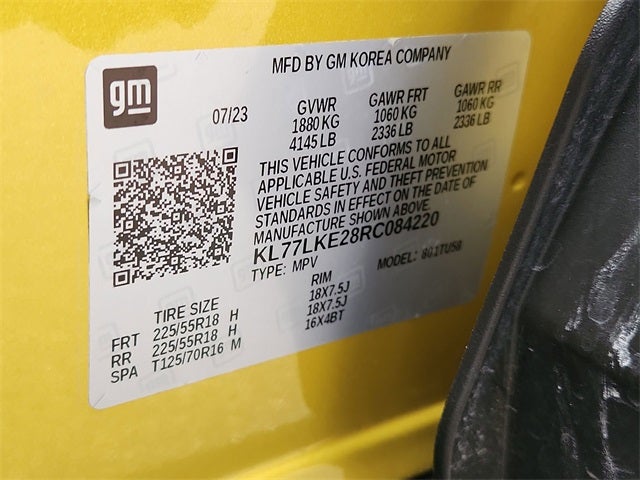 MFD BY GM KOREA COMPANY
gm
07/23
GVWR GAWR FRT GAWR RR
1880 KG 1060 KG 1060 KG
4145 LB 2336 LB 2336 LB
THIS VEHICLE CONFORMS TO ALL
APPLICABLE U.S. FEDERAL MOTOR
VEHICLE SAFETY AND THEFT PREVENTION
STANDARDS IN EFFECT ON THE DATE OF
MANUFACTURE SHOWN ABOVE.
KL77LKE28RC084220
TYPE: MPV MODEL:
TIRE SIZE RIM
FRT 225/55R18 H 18X7.5J
RR 225/55R18 H 18X7.5J
SPA T125/70R16 M 16X4BT